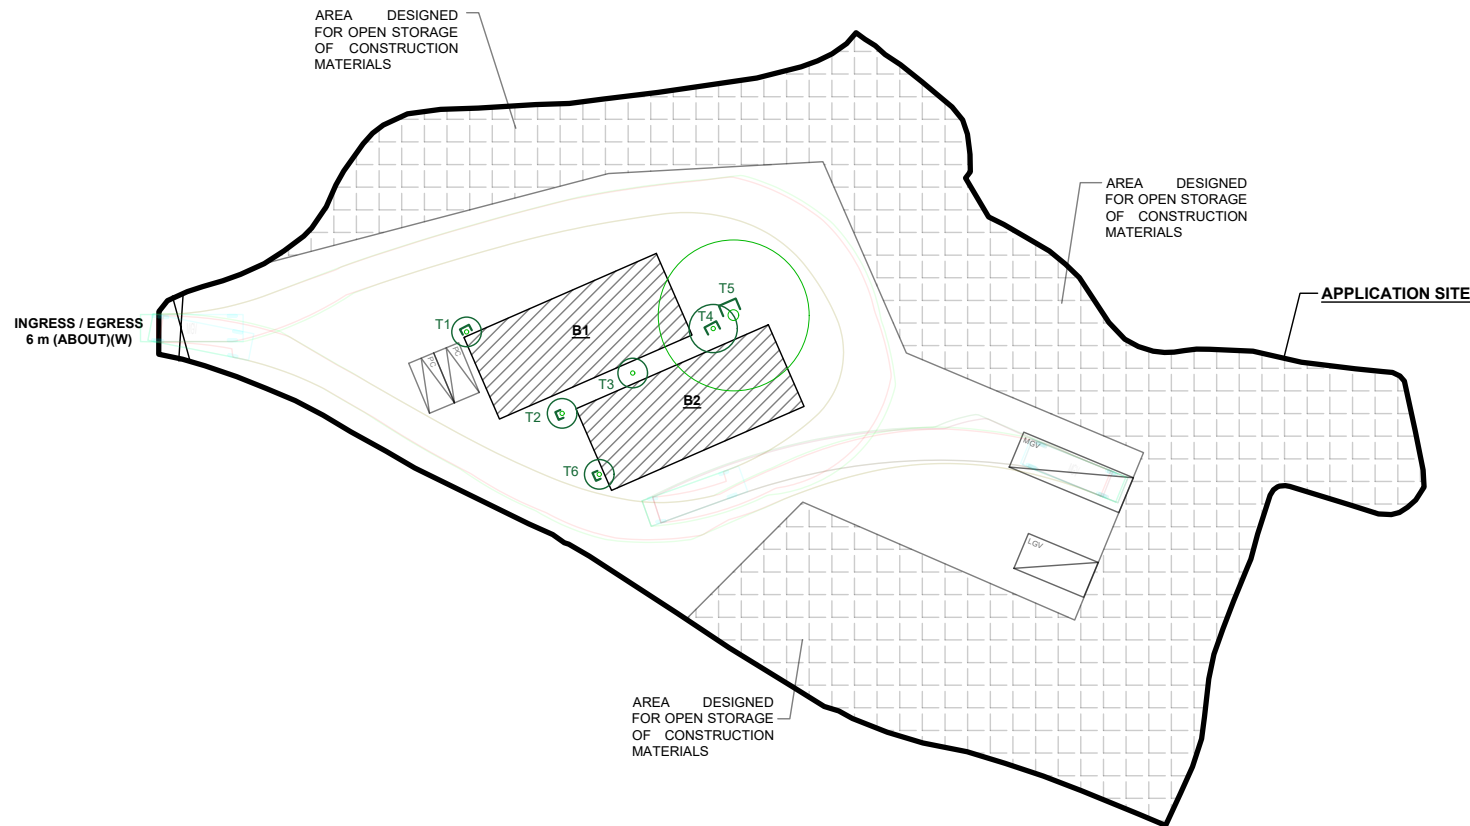 AREA DESIGNED
FOR OPEN STORAGE
OF CONSTRUCTION
MATERIALS
AREA DESIGNED
FOR OPEN STORAGE
OF CONSTRUCTION
MATERIALS
APPLICATION SITE
INGRESS / EGRESS
6 m (ABOUT)(W)
T1
B1
T5
T4
T3
T2
B2
T6
PC
PC
MGV
LGV
AREA DESIGNED
FOR OPEN STORAGE
OF CONSTRUCTION
MATERIALS